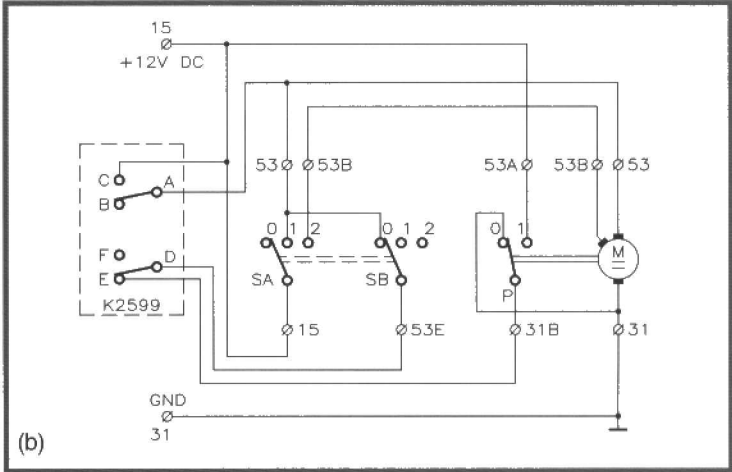 15
+12V DC
53 53B 53A 53B 53
C A
B
F D
E
K2599
0 1 2 0 1 2 0 1
M
SA SB P
15 53E 31B 31
GND
31
(b)